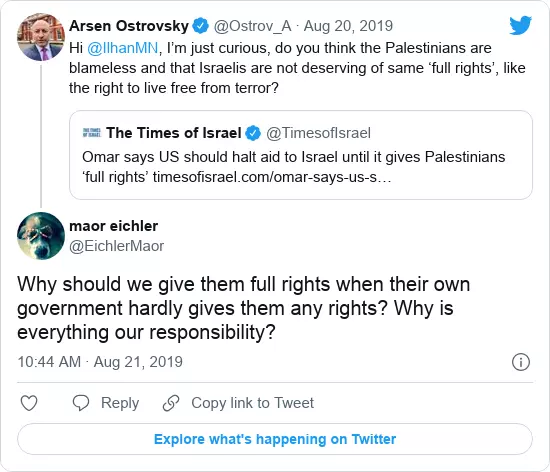 Arsen Ostrovsky @Ostrov_A · Aug 20, 2019
Hi @IlhanMN, I’m just curious, do you think the Palestinians are
blameless and that Israelis are not deserving of same ‘full rights’, like
the right to live free from terror?
THE TIMES
OF ISRAEL
The Times of Israel @TimesofIsrael
Omar says US should halt aid to Israel until it gives Palestinians
‘full rights’ timesofisrael.com/omar-says-us-s…
maor eichler
@EichlerMaor
Why should we give them full rights when their own
government hardly gives them any rights? Why is
everything our responsibility?
10:44 AM · Aug 21, 2019
Reply
Copy link to Tweet
Explore what's happening on Twitter